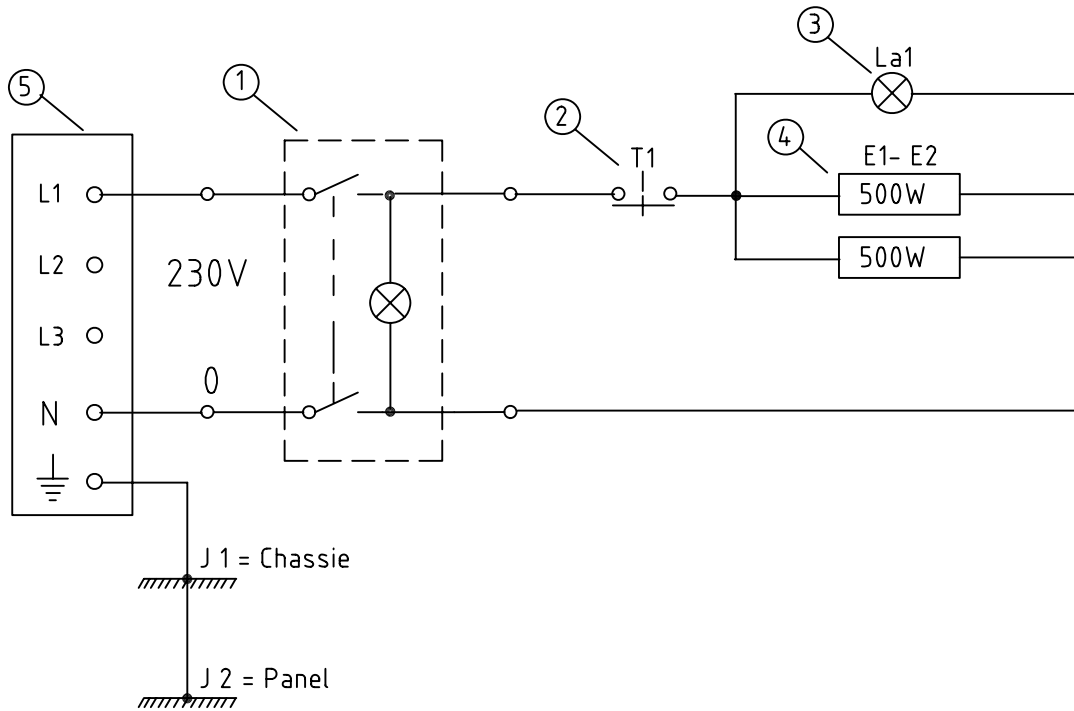 3
La1
5
1
2
4
T1
E1- E2
L1
500W
L2
230V
500W
L3
0
N
J 1 = Chassie
J 2 = Panel